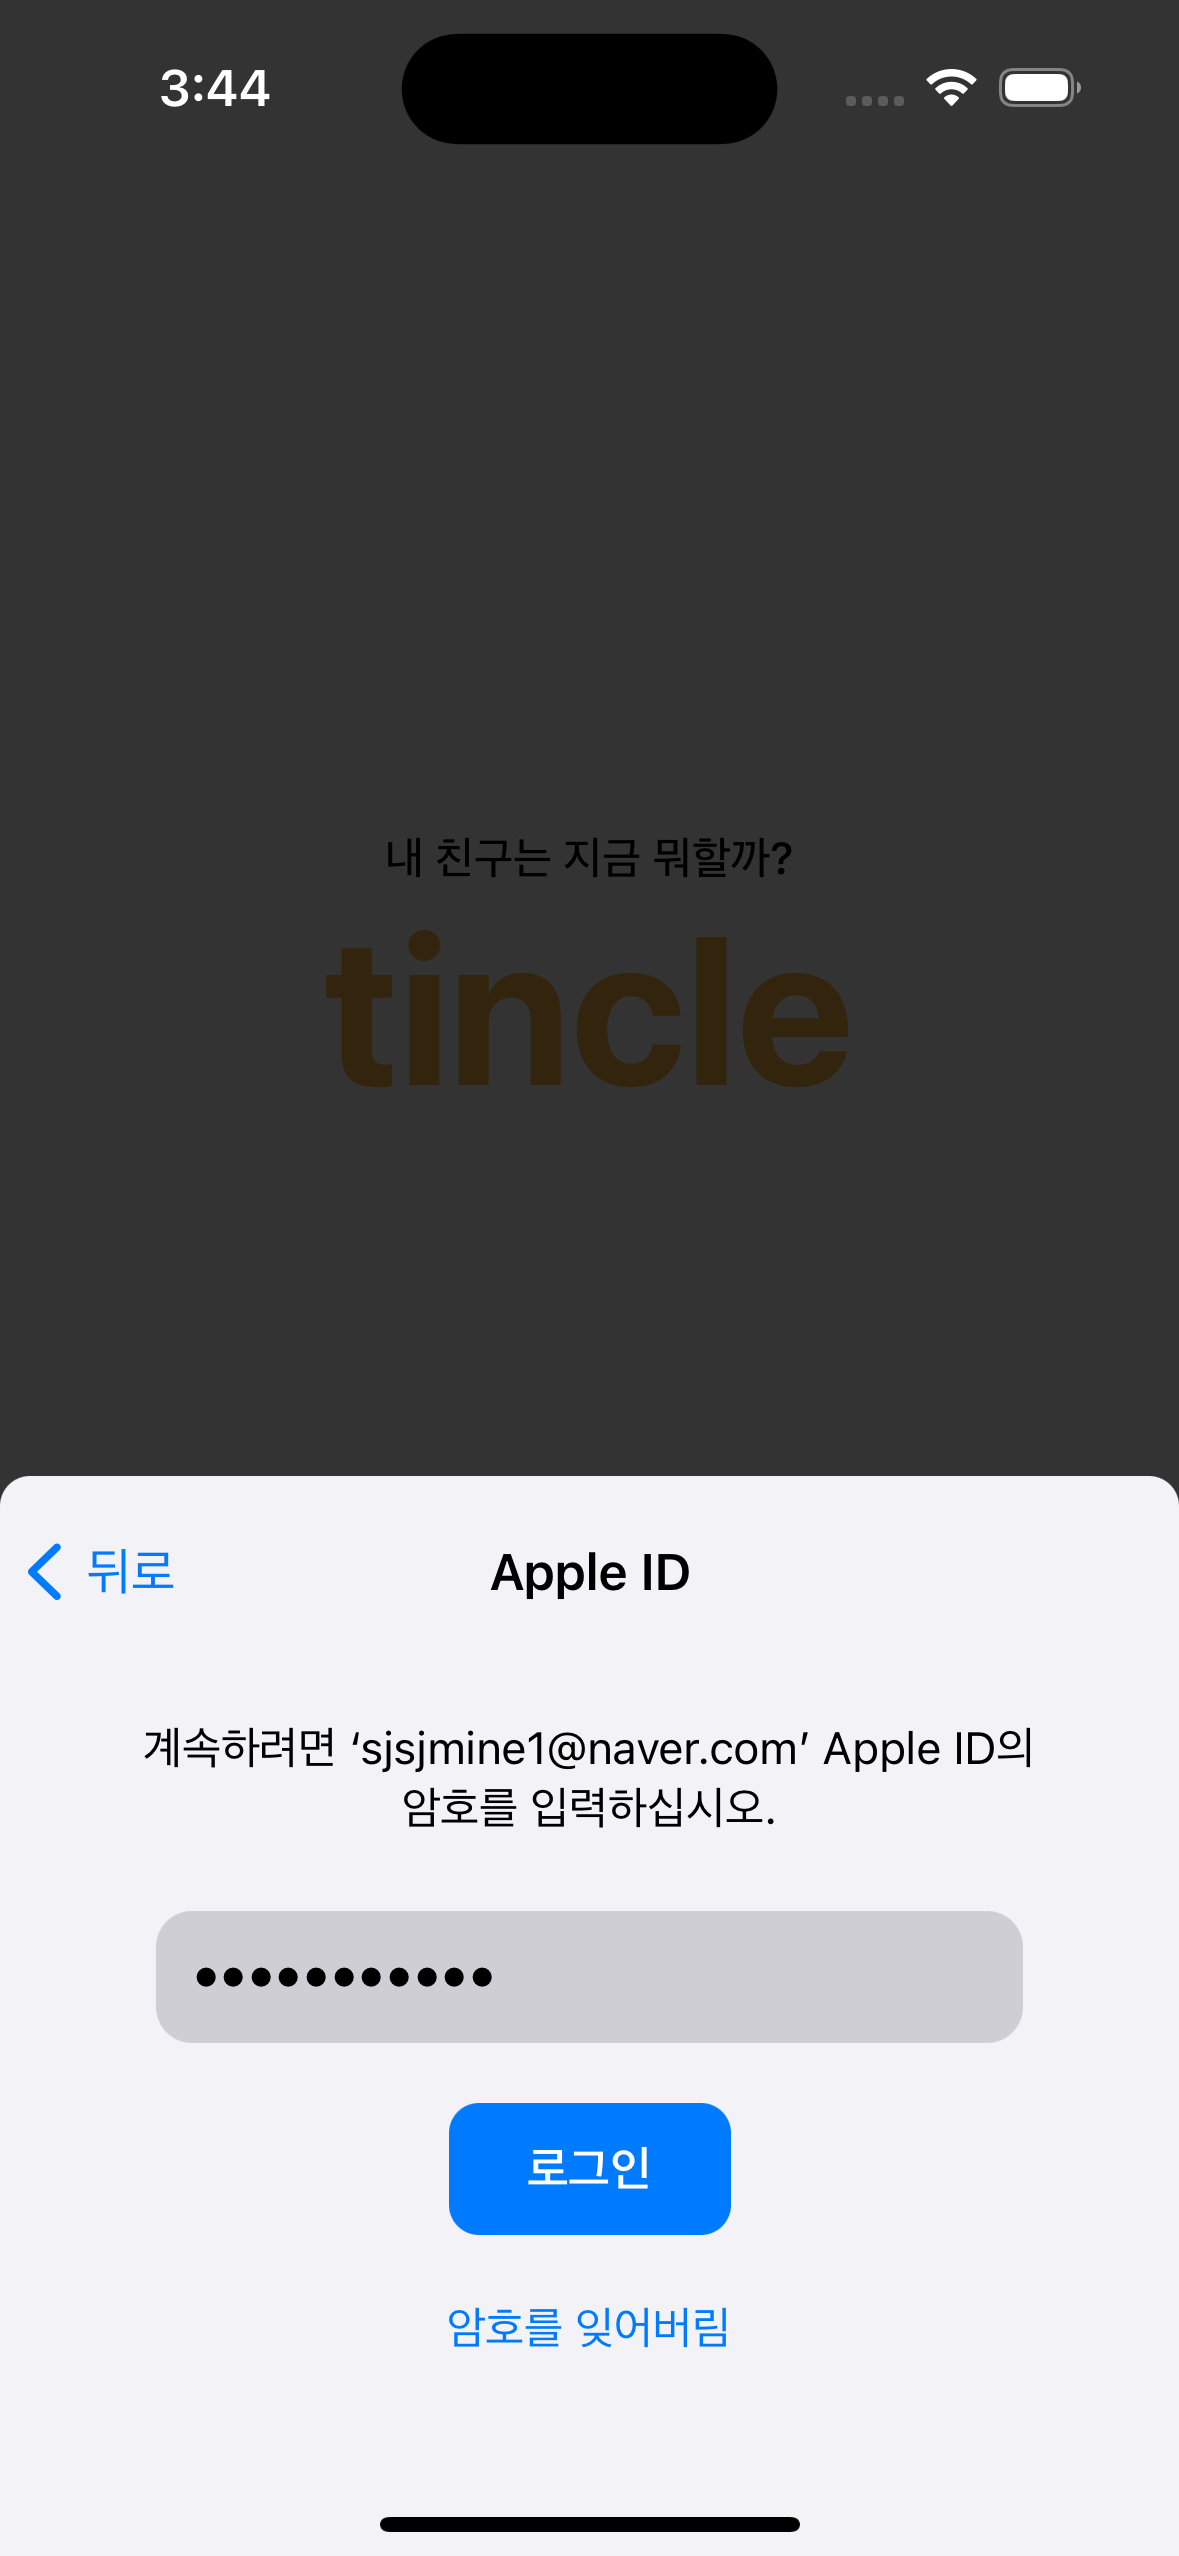 3:44
내 친구는 지금 뭐할까?
tincle
뒤로
Apple ID
계속하려면 ‘sjsjmine1@naver.com’ Apple ID의
암호를 입력하십시오.
•••••••••••
로그인
암호를 잊어버림